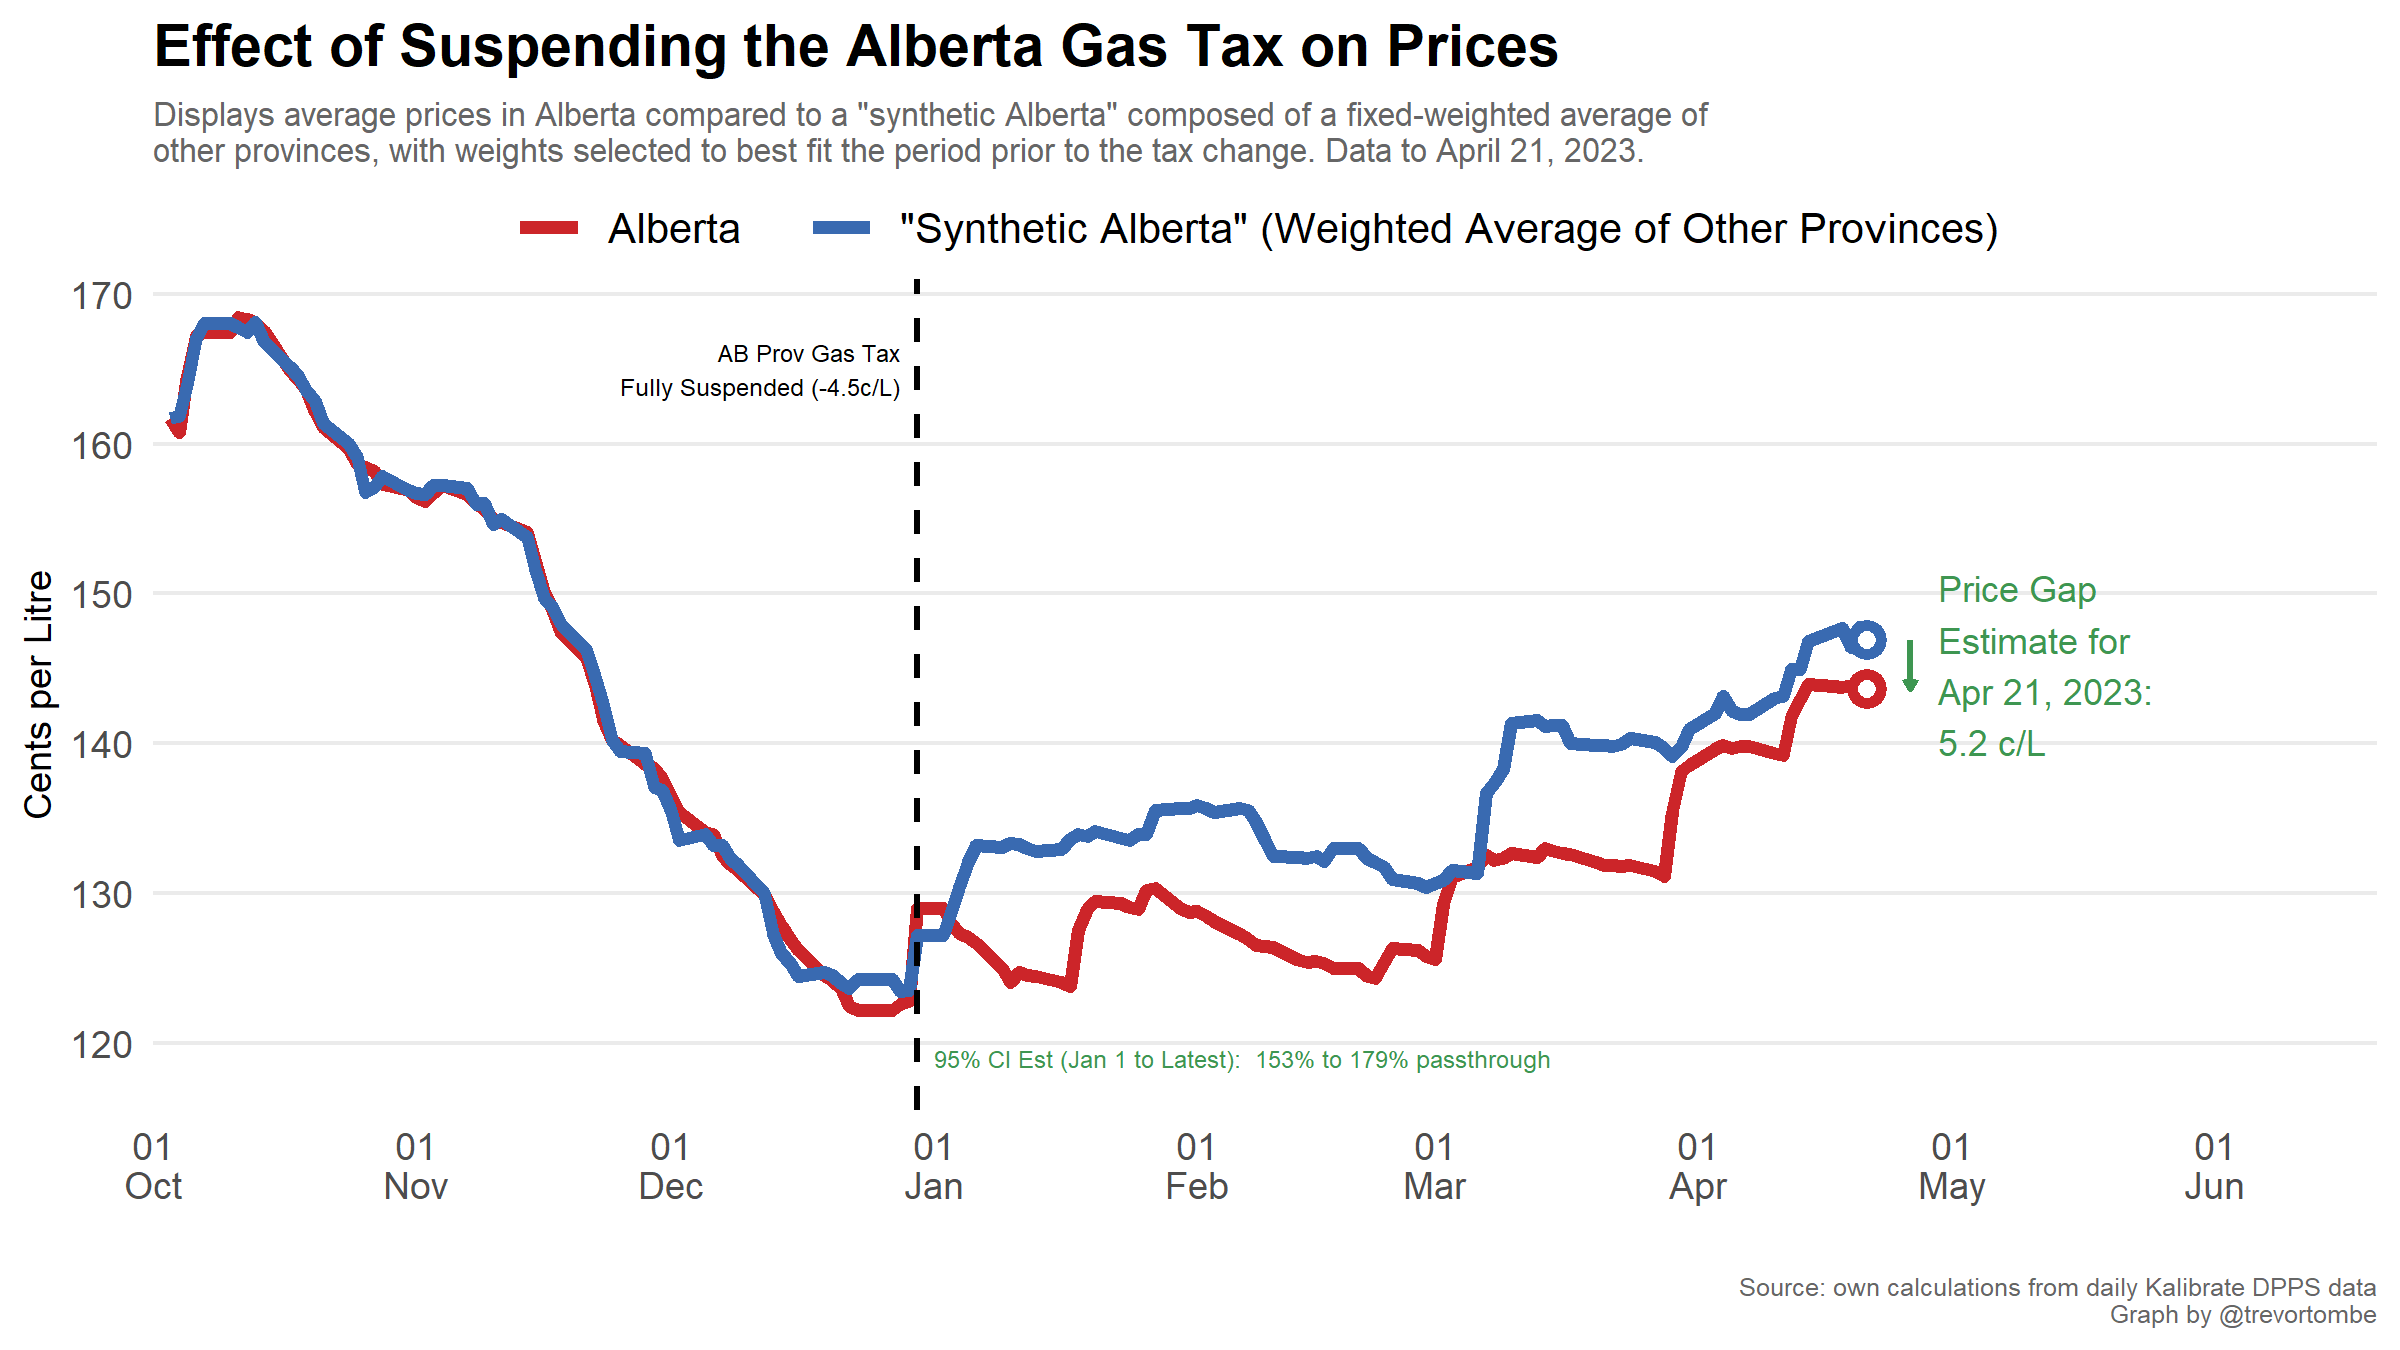 Effect of Suspending the Alberta Gas Tax on Prices
Displays average prices in Alberta compared to a "synthetic Alberta" composed of a fixed-weighted average of
other provinces, with weights selected to best fit the period prior to the tax change. Data to April 21, 2023.
Alberta
"Synthetic Alberta" (Weighted Average of Other Provinces)
Cents per Litre
170
160
150
140
130
120
AB Prov Gas Tax
Fully Suspended (-4.5c/L)
Price Gap
Estimate for
Apr 21, 2023:
5.2 c/L
95% CI Est (Jan 1 to Latest):  153% to 179% passthrough
01 Oct
01 Nov
01 Dec
01 Jan
01 Feb
01 Mar
01 Apr
01 May
01 Jun
Source: own calculations from daily Kalibrate DPPS data
Graph by @trevortombe